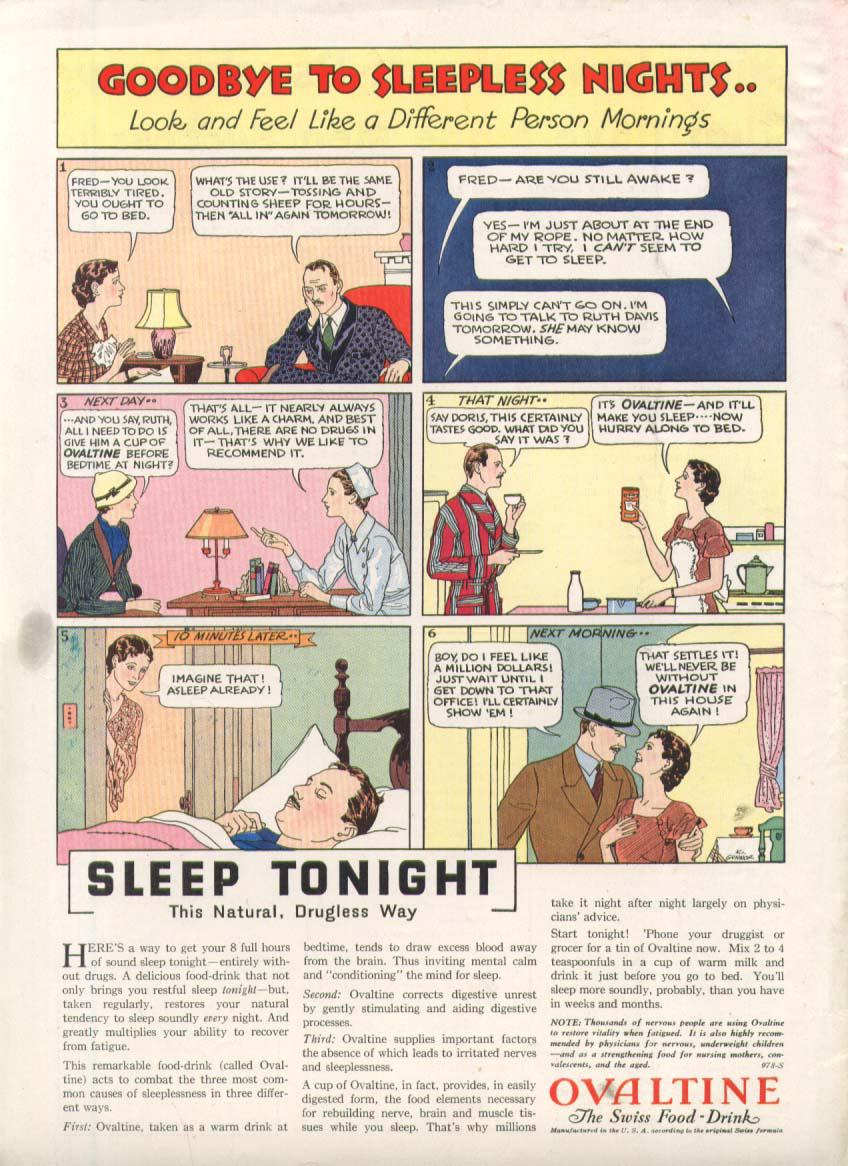 GOODBYE TO SLEEPLESS NIGHTS..
Look and Feel Like a Different Person Mornings
1
FRED—YOU LOOK
TERRIBLY TIRED.
YOU OUGHT TO
GO TO BED.
WHAT'S THE USE? IT'LL BE THE SAME
OLD STORY—TOSSING AND
COUNTING SHEEP FOR HOURS—
THEN "ALL IN" AGAIN TOMORROW!
2
FRED—ARE YOU STILL AWAKE?
YES—I'M JUST ABOUT AT THE END
OF MY ROPE. NO MATTER HOW
HARD I TRY, I CAN'T SEEM TO
GET TO SLEEP.
THIS SIMPLY CAN'T GO ON. I'M
GOING TO TALK TO RUTH DAVIS
TOMORROW. SHE MAY KNOW
SOMETHING.
3
NEXT DAY..
...AND YOU SAY, RUTH,
ALL I NEED TO DO IS
GIVE HIM A CUP OF
OVALTINE BEFORE
BEDTIME AT NIGHT?
THAT'S ALL—IT NEARLY ALWAYS
WORKS LIKE A CHARM, AND BEST
OF ALL, THERE ARE NO DRUGS IN
IT—THAT'S WHY WE LIKE TO
RECOMMEND IT.
4
THAT NIGHT..
SAY DORIS, THIS CERTAINLY
TASTES GOOD. WHAT DID YOU
SAY IT WAS?
IT'S OVALTINE—AND IT'LL
MAKE YOU SLEEP....NOW
HURRY ALONG TO BED.
5
10 MINUTES LATER..
IMAGINE THAT!
ASLEEP ALREADY!
6
NEXT MORNING..
BOY, DO I FEEL LIKE
A MILLION DOLLARS!
JUST WAIT UNTIL I
GET DOWN TO THAT
OFFICE! I'LL CERTAINLY
SHOW 'EM!
THAT SETTLES IT!
WE'LL NEVER BE
WITHOUT
OVALTINE IN
THIS HOUSE
AGAIN!
SLEEP TONIGHT
This Natural, Drugless Way
HERE'S a way to get your 8 full hours
of sound sleep tonight—entirely with-
out drugs. A delicious food-drink that not
only brings you restful sleep tonight—but,
taken regularly, restores your natural
tendency to sleep soundly every night. And
greatly multiplies your ability to recover
from fatigue.
This remarkable food-drink (called Oval-
tine) acts to combat the three most com-
mon causes of sleeplessness in three differ-
ent ways.
First: Ovaltine, taken as a warm drink at
bedtime, tends to draw excess blood away
from the brain. Thus inviting mental calm
and "conditioning" the mind for sleep.
Second: Ovaltine corrects digestive unrest
by gently stimulating and aiding digestive
processes.
Third: Ovaltine supplies important factors
the absence of which leads to irritated nerves
and sleeplessness.
A cup of Ovaltine, in fact, provides, in easily
digested form, the food elements necessary
for rebuilding nerve, brain and muscle tis-
sues while you sleep. That's why millions
take it night after night largely on physi-
cians' advice.
Start tonight! 'Phone your druggist or
grocer for a tin of Ovaltine now. Mix 2 to 4
teaspoonfuls in a cup of warm milk and
drink it just before you go to bed. You'll
sleep more soundly, probably, than you have
in weeks and months.
NOTE: Thousands of nervous people are using Ovaltine
to restore vitality when fatigued. It is also highly recom-
mended by physicians for nervous, underweight children
—and as a strengthening food for nursing mothers, con-
valescents, and the aged.
978-S
OVALTINE
The Swiss Food-Drink
Manufactured in the U. S. A. according to the original Swiss formula